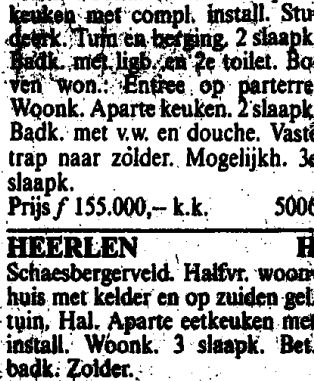 keuken met compl. install. Stu-
deerk. Tuin en berging, 2 slaapk
Badk. met ligb. en 2e toilet. Bo
ven won.: Entree op parterre
Woonk. Aparte keuken. 2 slaapk
Badk. met v.w. en douche. Vaste
trap naar zolder. Mogelijkh. 3e
slaapk.
Prijs ƒ 155.000,– k.k. 5006
HEERLEN H
Schaesbergerveld. Halfvr. woon-
huis met kelder en op zuiden gel.
tuin, Hal. Aparte eetkeuken met
install. Woonk. 3 slaapk. Bet.
badk. Zolder.